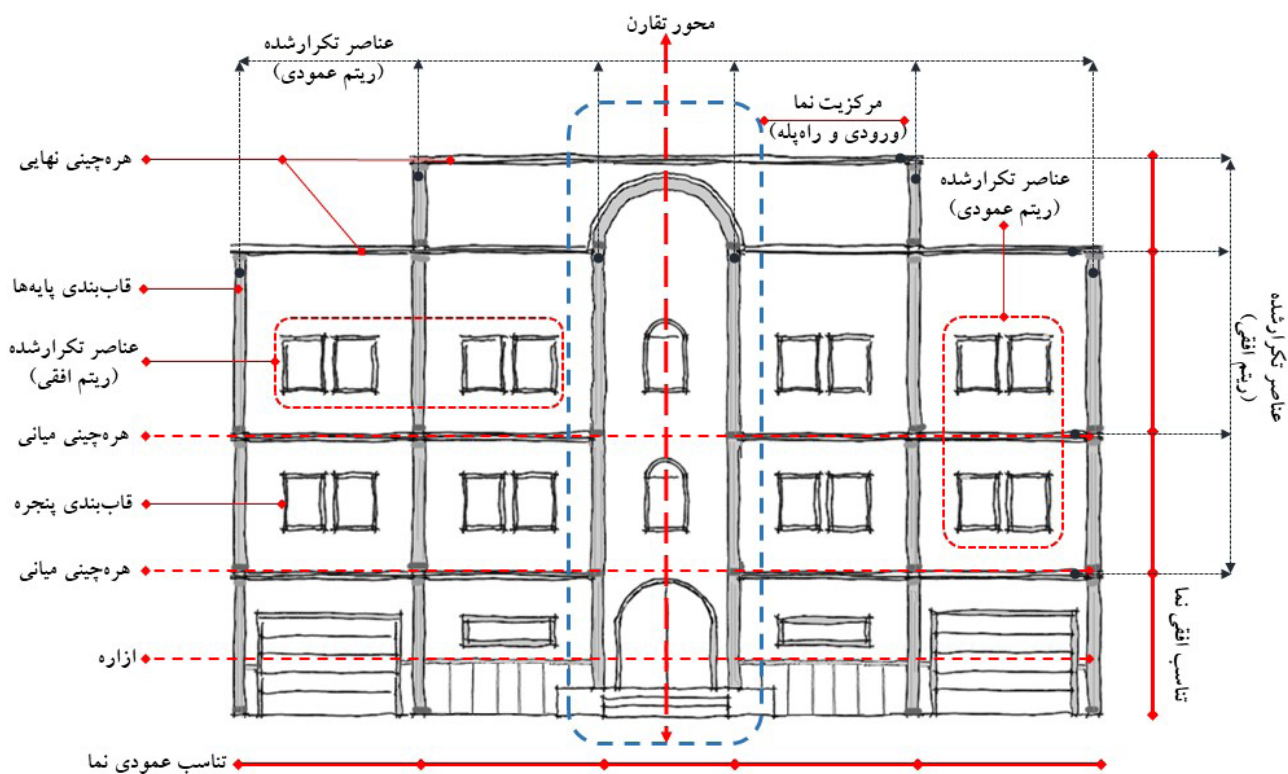 محور تقارن
عناصر تکرارشده
(ریتم عمودی)
مرکزیت نما
(ورودی و راه‌پله)
هره‌چینی نهایی
عناصر تکرارشده
(ریتم عمودی)
قاب‌بندی پایه‌ها
عناصر تکرارشده
(ریتم افقی)
عناصر تکرارشده
(ریتم افقی)
هره‌چینی میانی
قاب‌بندی پنجره
هره‌چینی میانی
تناسب افقی نما
ازاره
تناسب عمودی نما